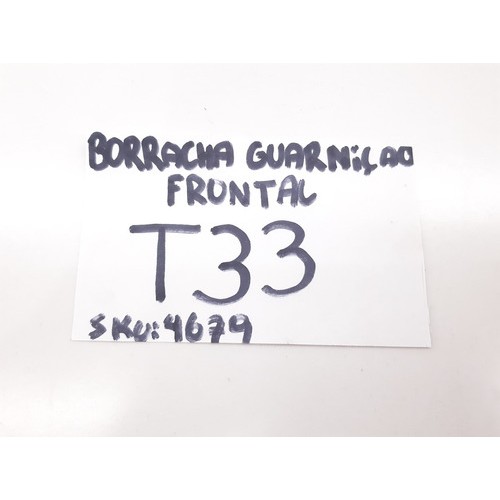 BORRACHA GUARNiÇAO
FRONTAL
T33
SKU: 4679